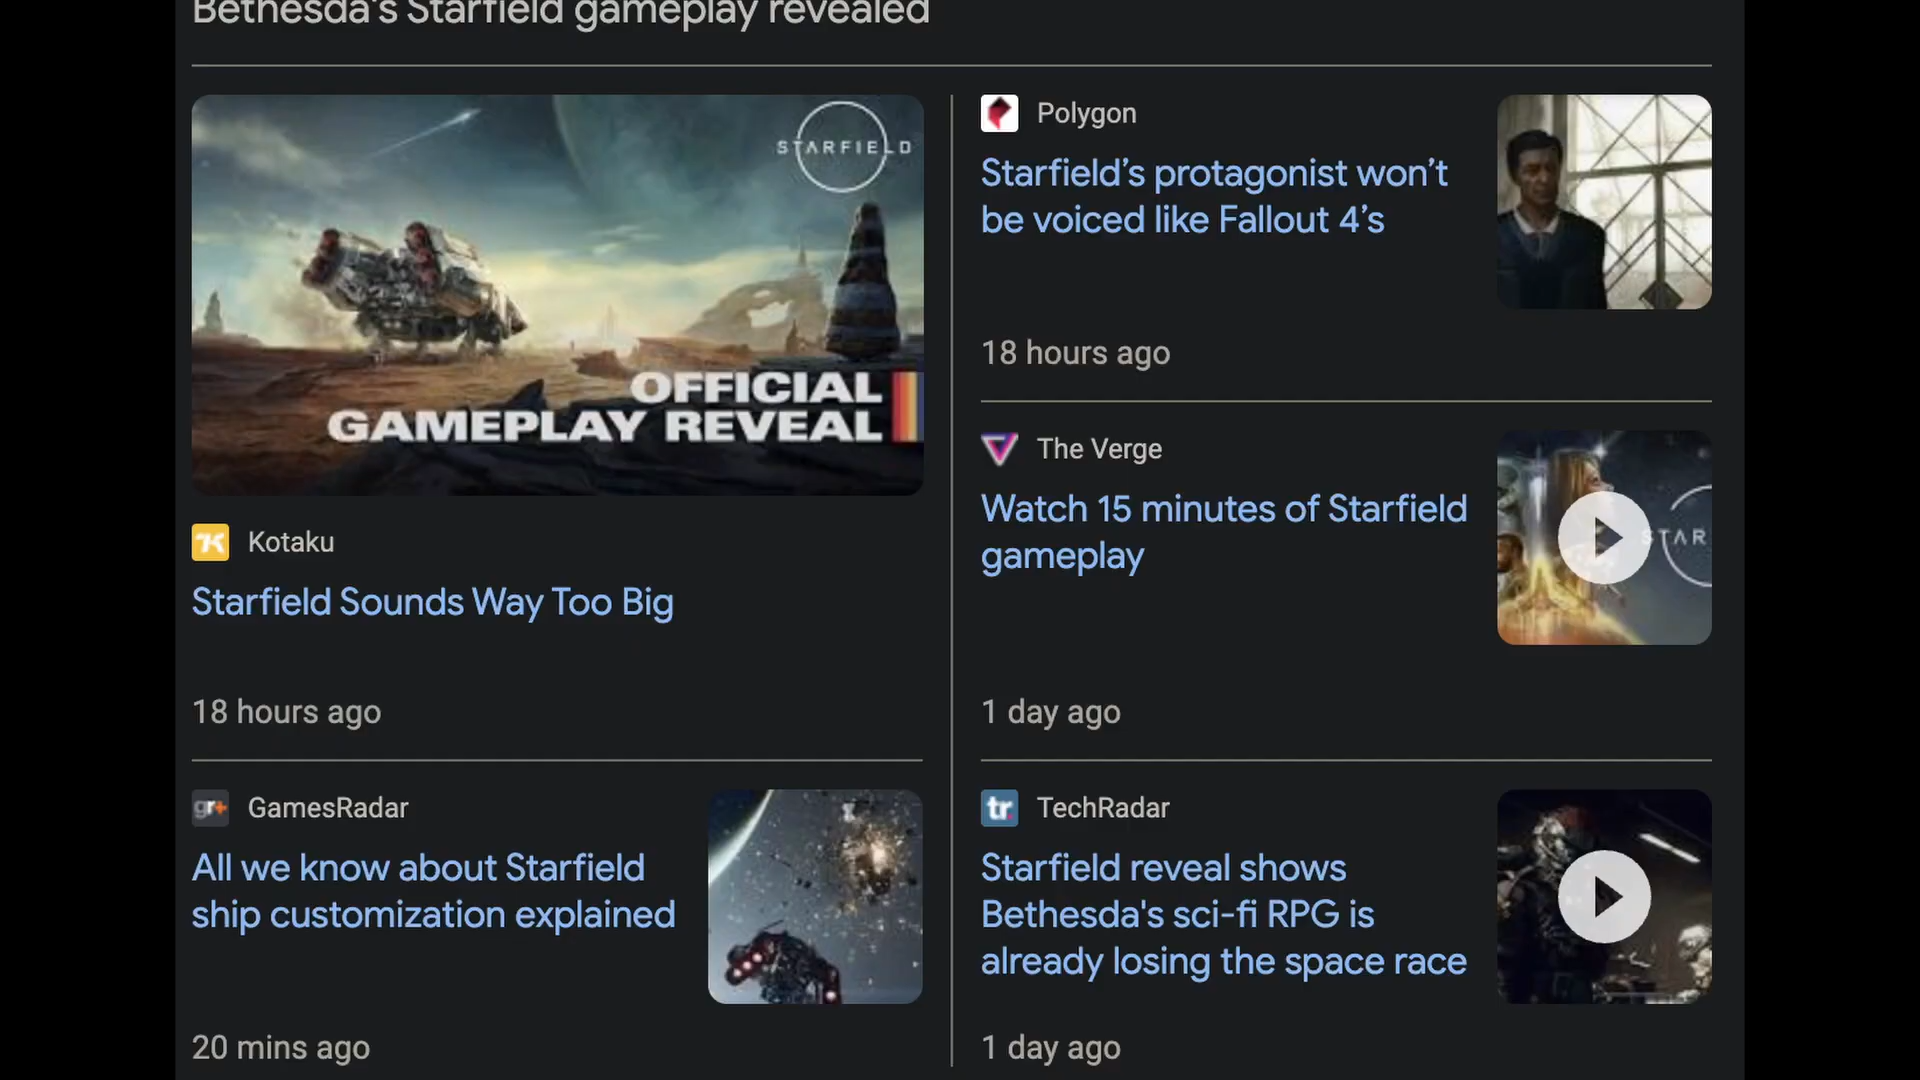 Bethesda's Starfield gameplay revealed
STARFIELD
OFFICIAL
GAMEPLAY REVEAL
Kotaku
Starfield Sounds Way Too Big
18 hours ago
gr+
GamesRadar
All we know about Starfield
ship customization explained
20 mins ago
Polygon
Starfield’s protagonist won’t
be voiced like Fallout 4’s
18 hours ago
The Verge
Watch 15 minutes of Starfield
gameplay
STAR
1 day ago
tr.
TechRadar
Starfield reveal shows
Bethesda's sci-fi RPG is
already losing the space race
1 day ago